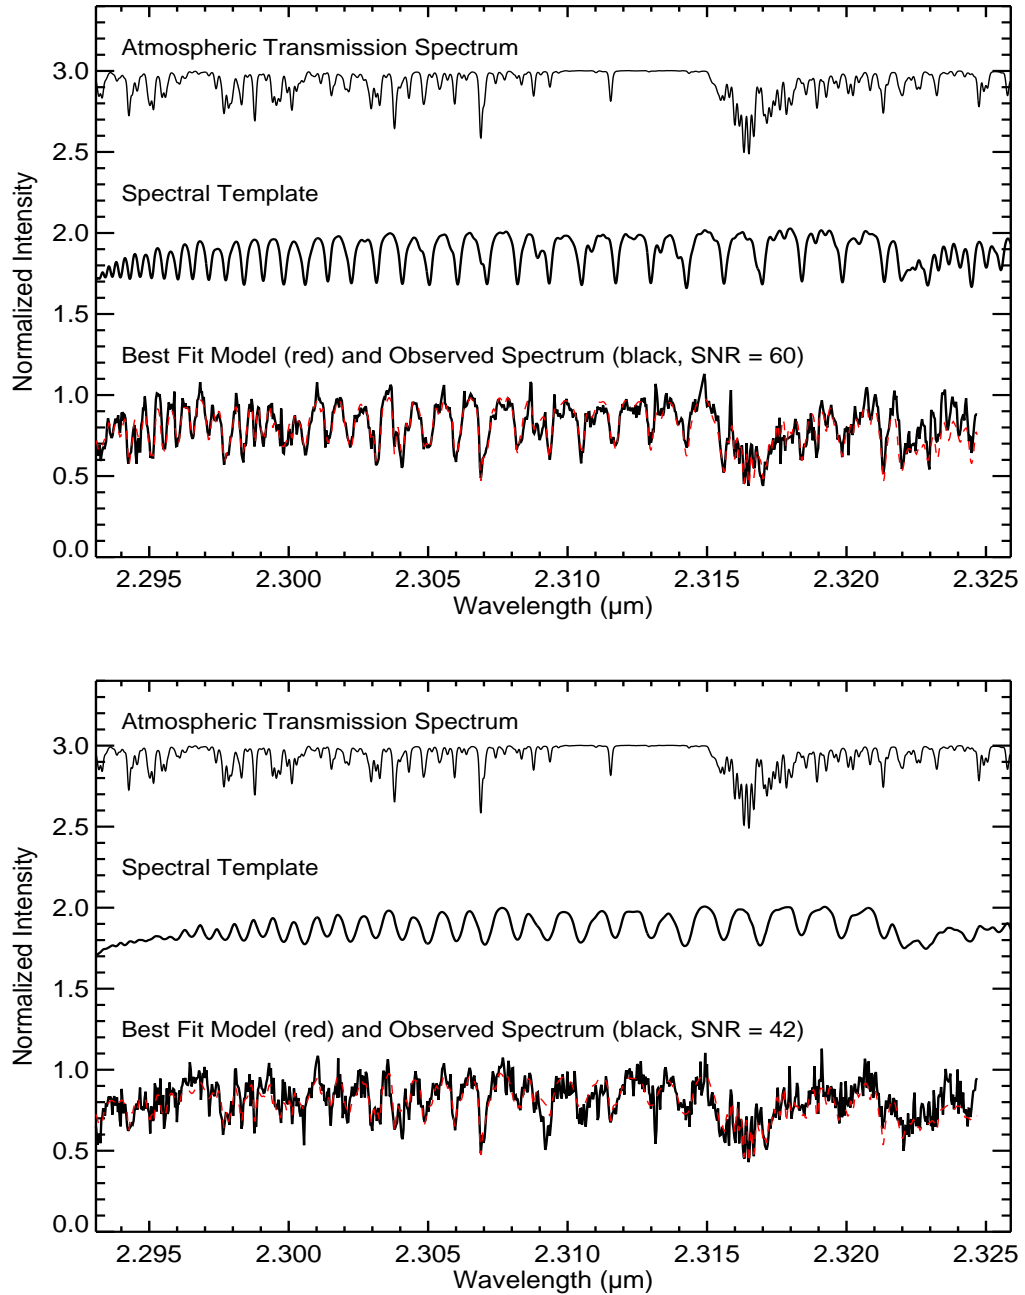 Atmospheric Transmission Spectrum
3.0
2.5
Spectral Template
2.0
1.5
Best Fit Model (red) and Observed Spectrum (black, SNR = 60)
1.0
0.5
0.0
Normalized Intensity
2.295 2.300 2.305 2.310 2.315 2.320 2.325
Wavelength (µm)
Atmospheric Transmission Spectrum
3.0
2.5
Spectral Template
2.0
1.5
Best Fit Model (red) and Observed Spectrum (black, SNR = 42)
1.0
0.5
0.0
Normalized Intensity
2.295 2.300 2.305 2.310 2.315 2.320 2.325
Wavelength (µm)